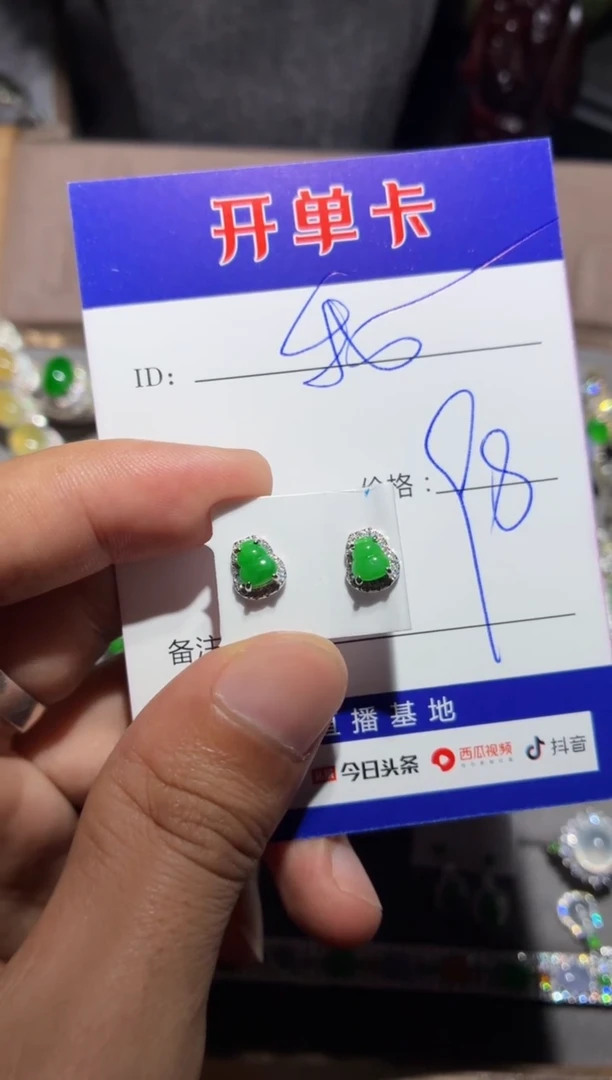 开单卡
ID：
价格：98
备注
直播基地
今日头条 西瓜视频 抖音